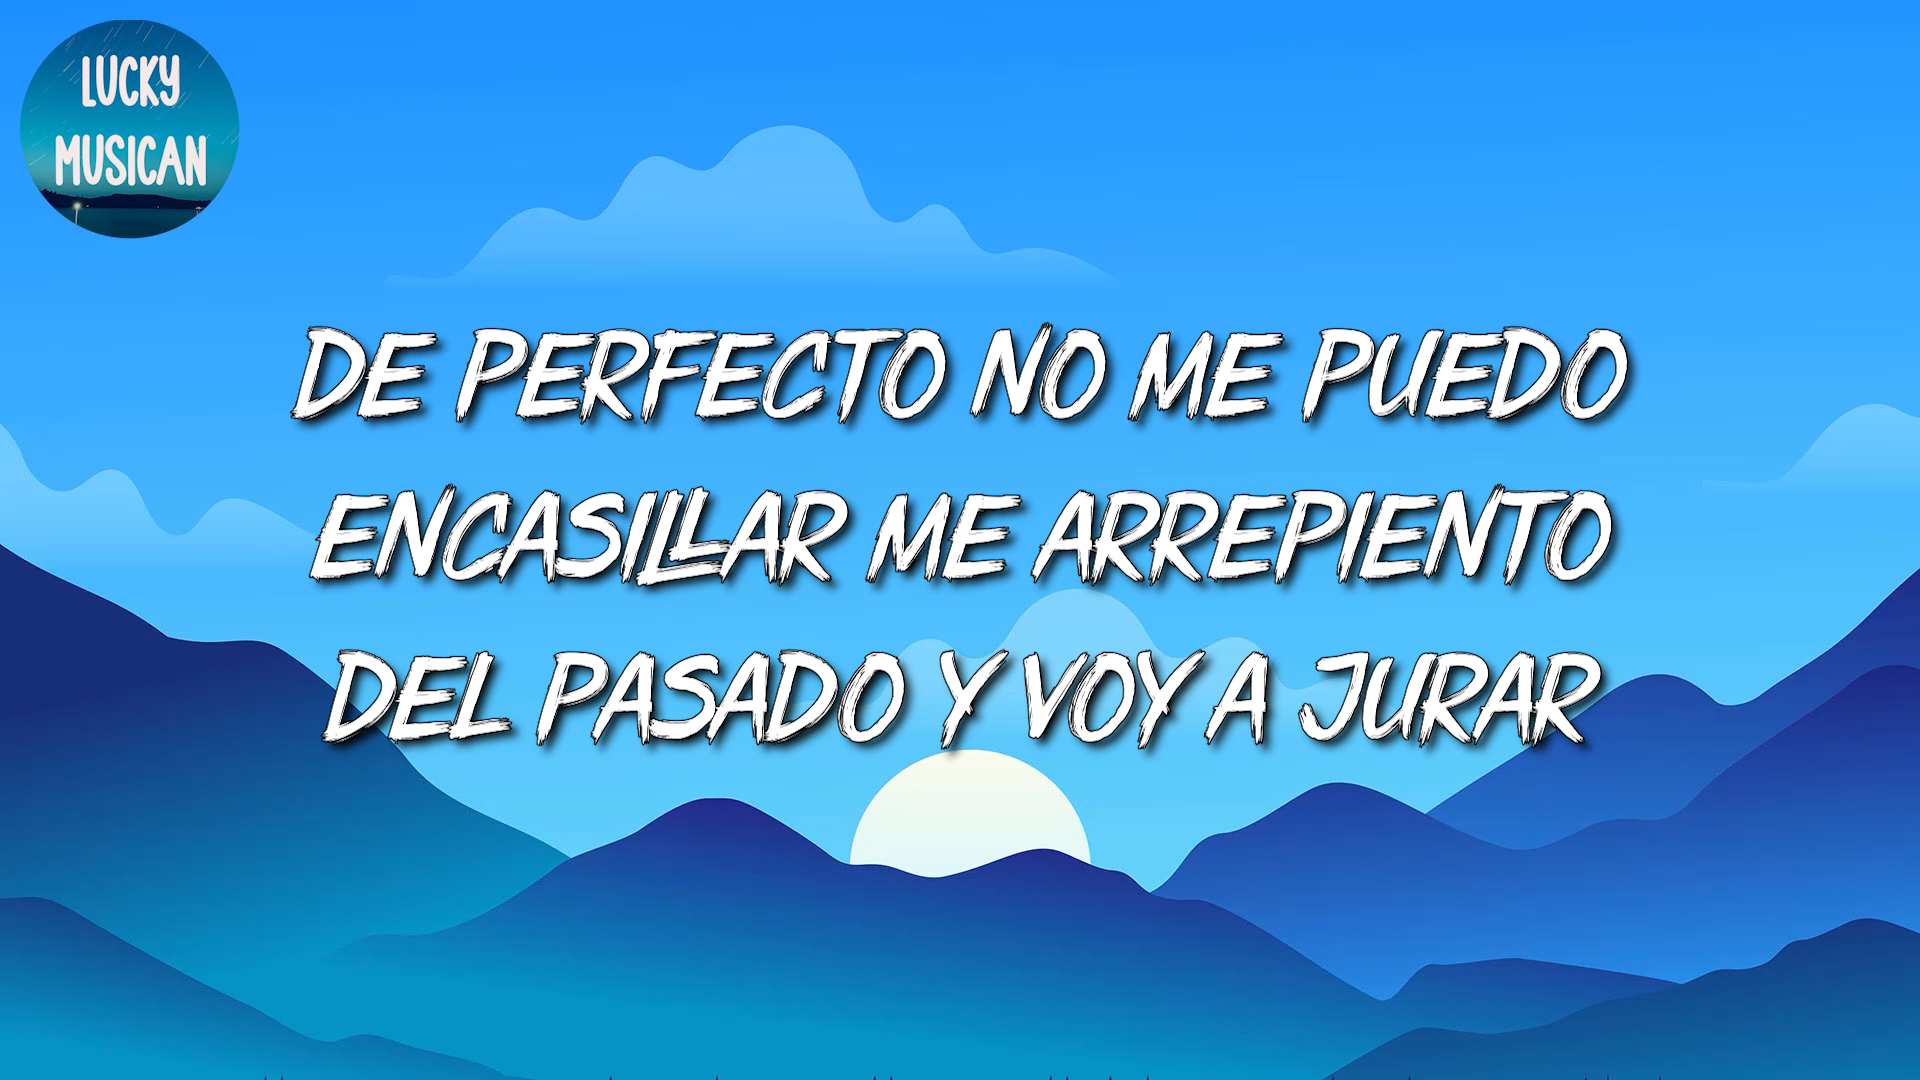 LUCKY
MUSICAN
DE PERFECTO NO ME PUEDO
ENCASILLAR ME ARREPIENTO
DEL PASADO Y VOY A JURAR